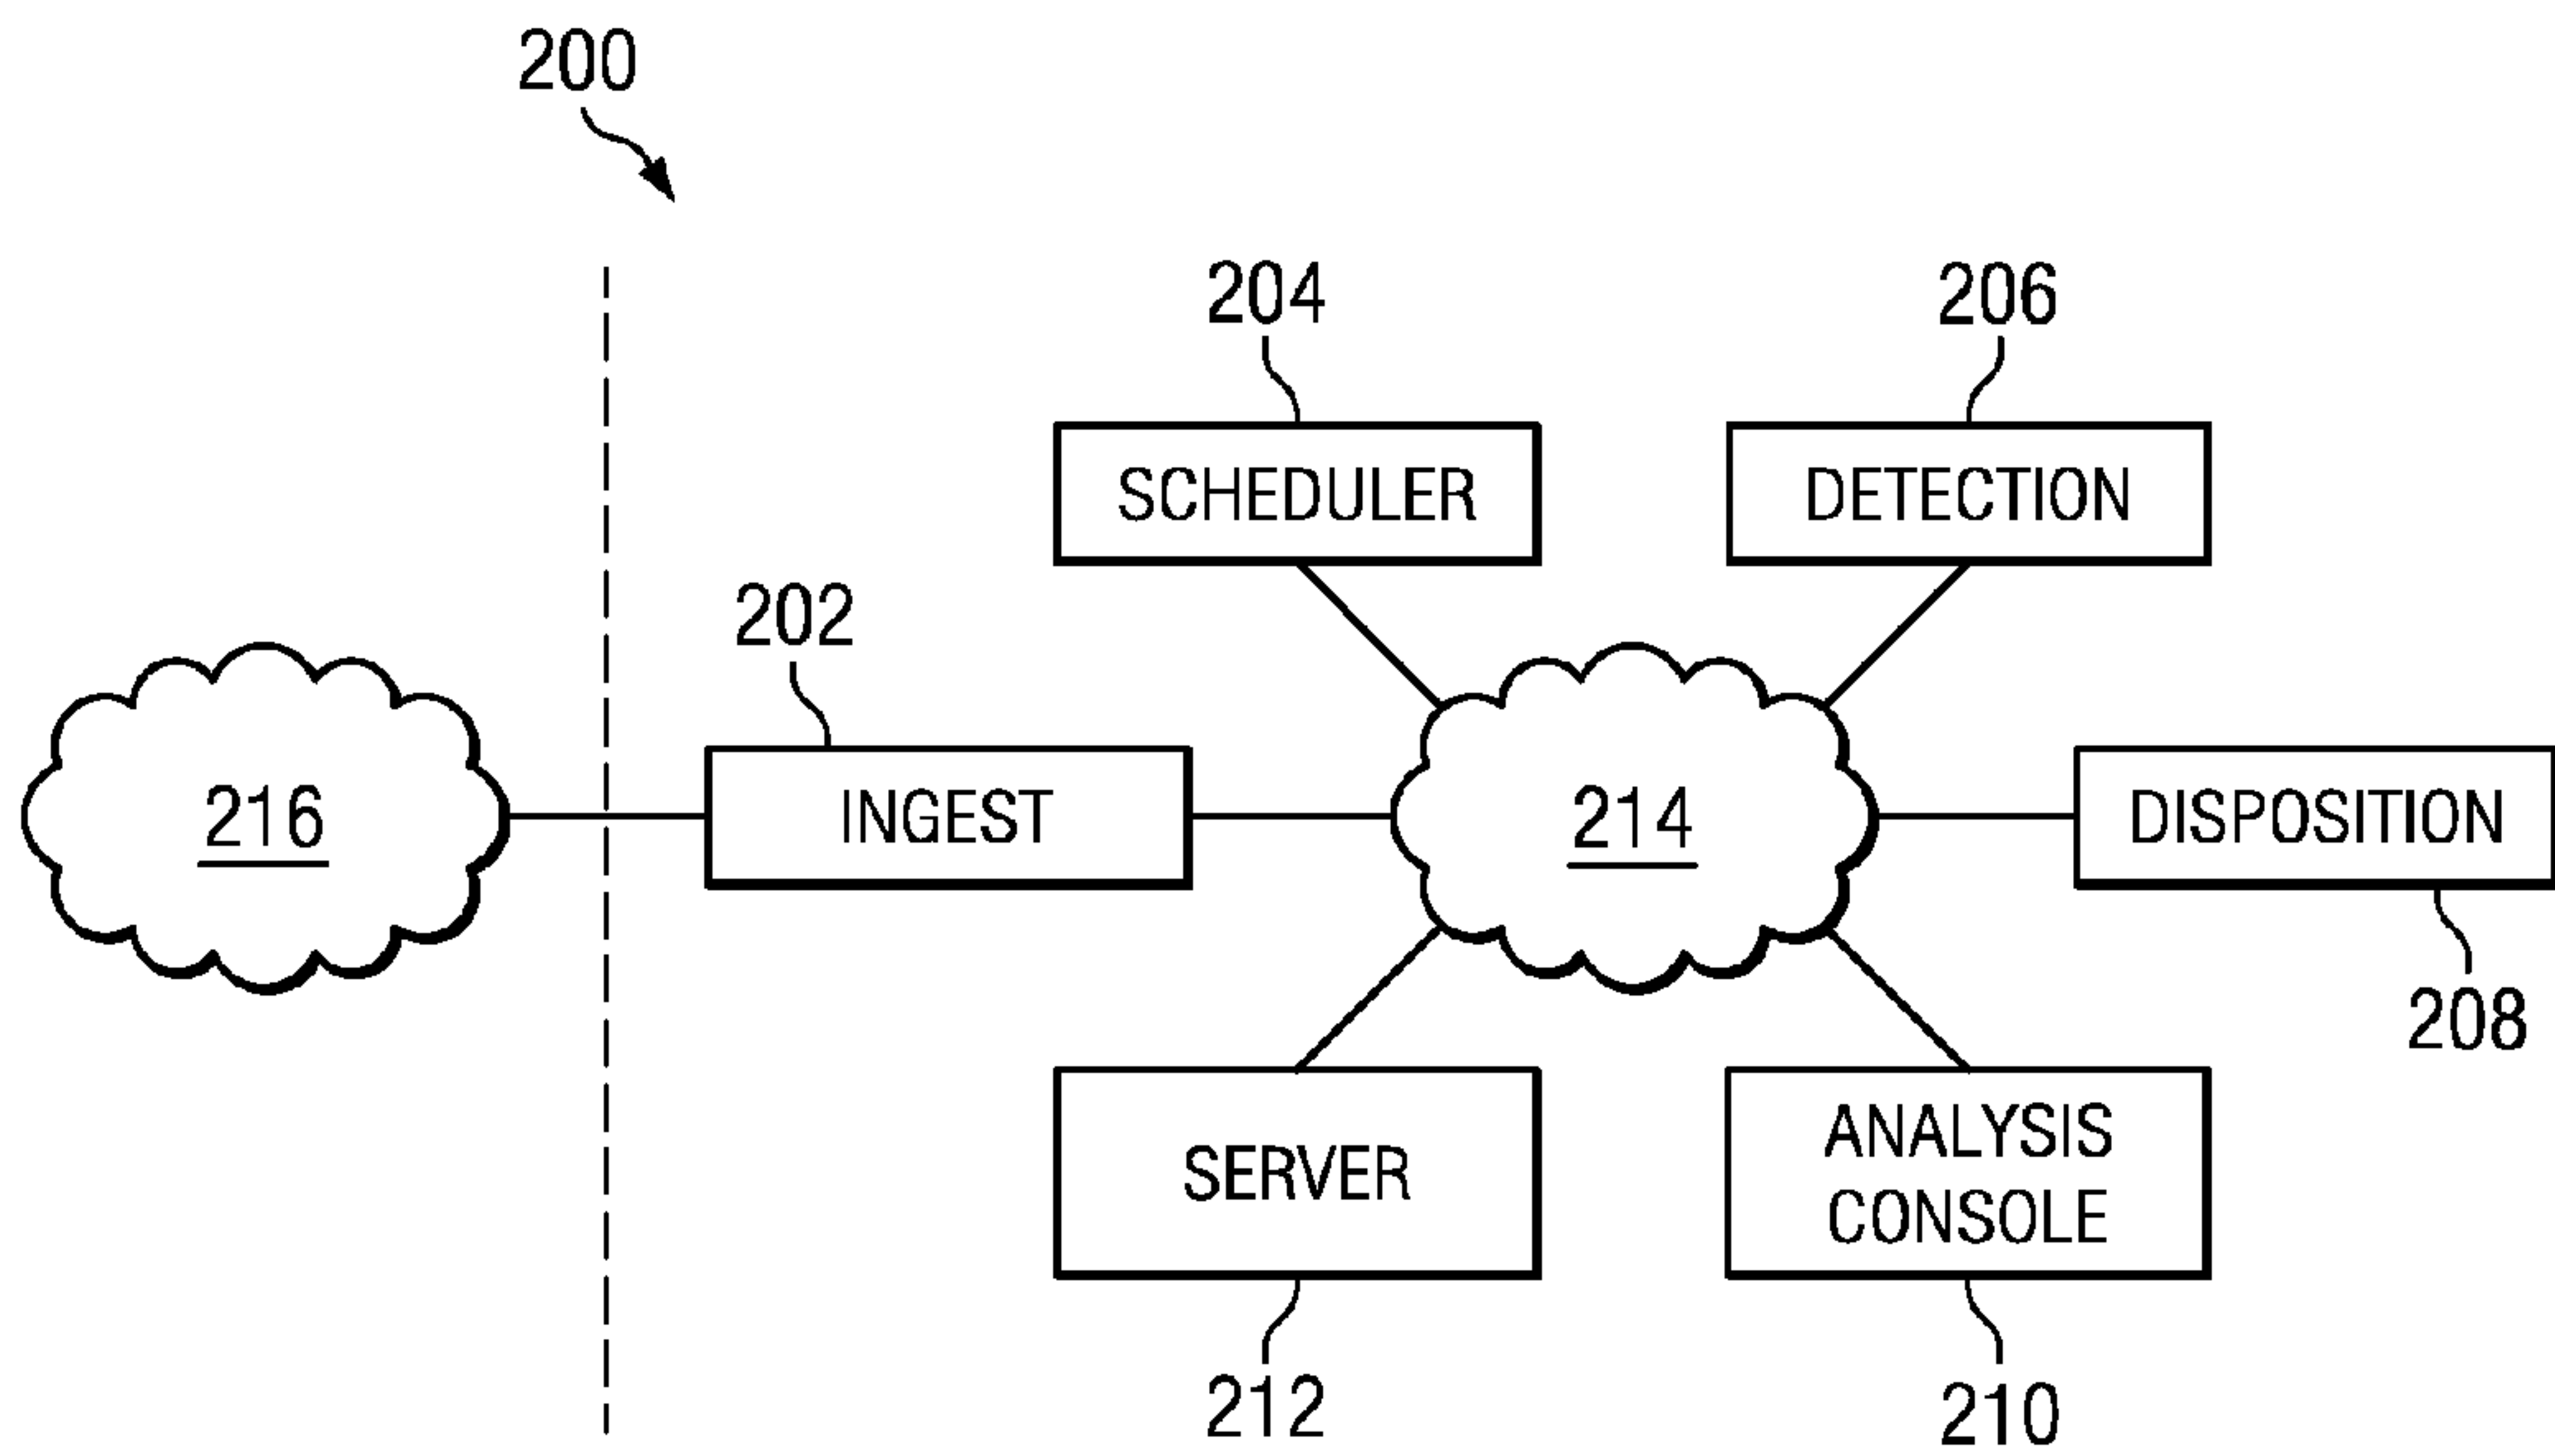 200
204
206
SCHEDULER
DETECTION
202
216
INGEST
214
DISPOSITION
208
SERVER
ANALYSIS
CONSOLE
212
210